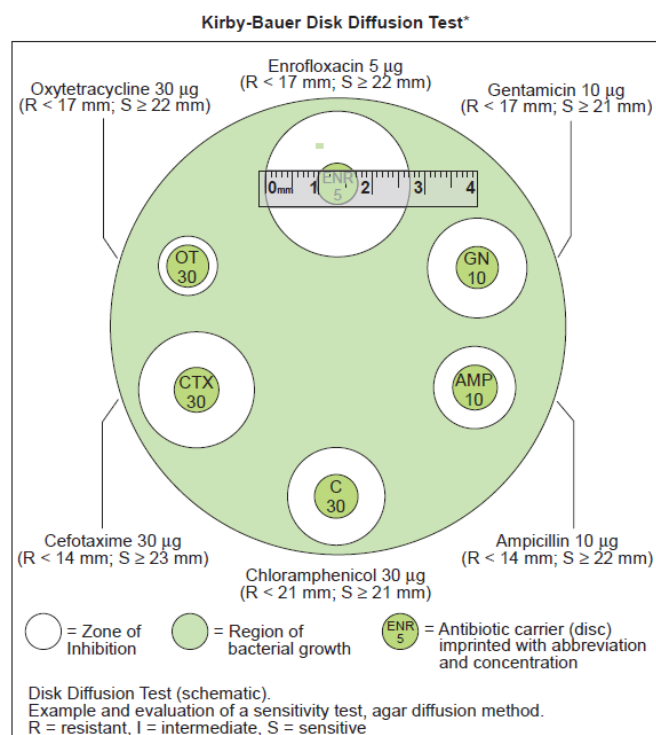 Kirby-Bauer Disk Diffusion Test*
Enrofloxacin 5 µg
(R < 17 mm; S ≥ 22 mm)
Oxytetracycline 30 µg
(R < 17 mm; S ≥ 22 mm)
Gentamicin 10 µg
(R < 17 mm; S ≥ 21 mm)
0mm 1 2 3 4
ENR
5
OT
30
GN
10
CTX
30
AMP
10
C
30
Cefotaxime 30 µg
(R < 14 mm; S ≥ 23 mm)
Ampicillin 10 µg
(R < 14 mm; S ≥ 22 mm)
Chloramphenicol 30 µg
(R < 21 mm; S ≥ 21 mm)
= Zone of
Inhibition
= Region of
bacterial growth
ENR
5
= Antibiotic carrier (disc)
imprinted with abbreviation
and concentration
Disk Diffusion Test (schematic).
Example and evaluation of a sensitivity test, agar diffusion method.
R = resistant, I = intermediate, S = sensitive